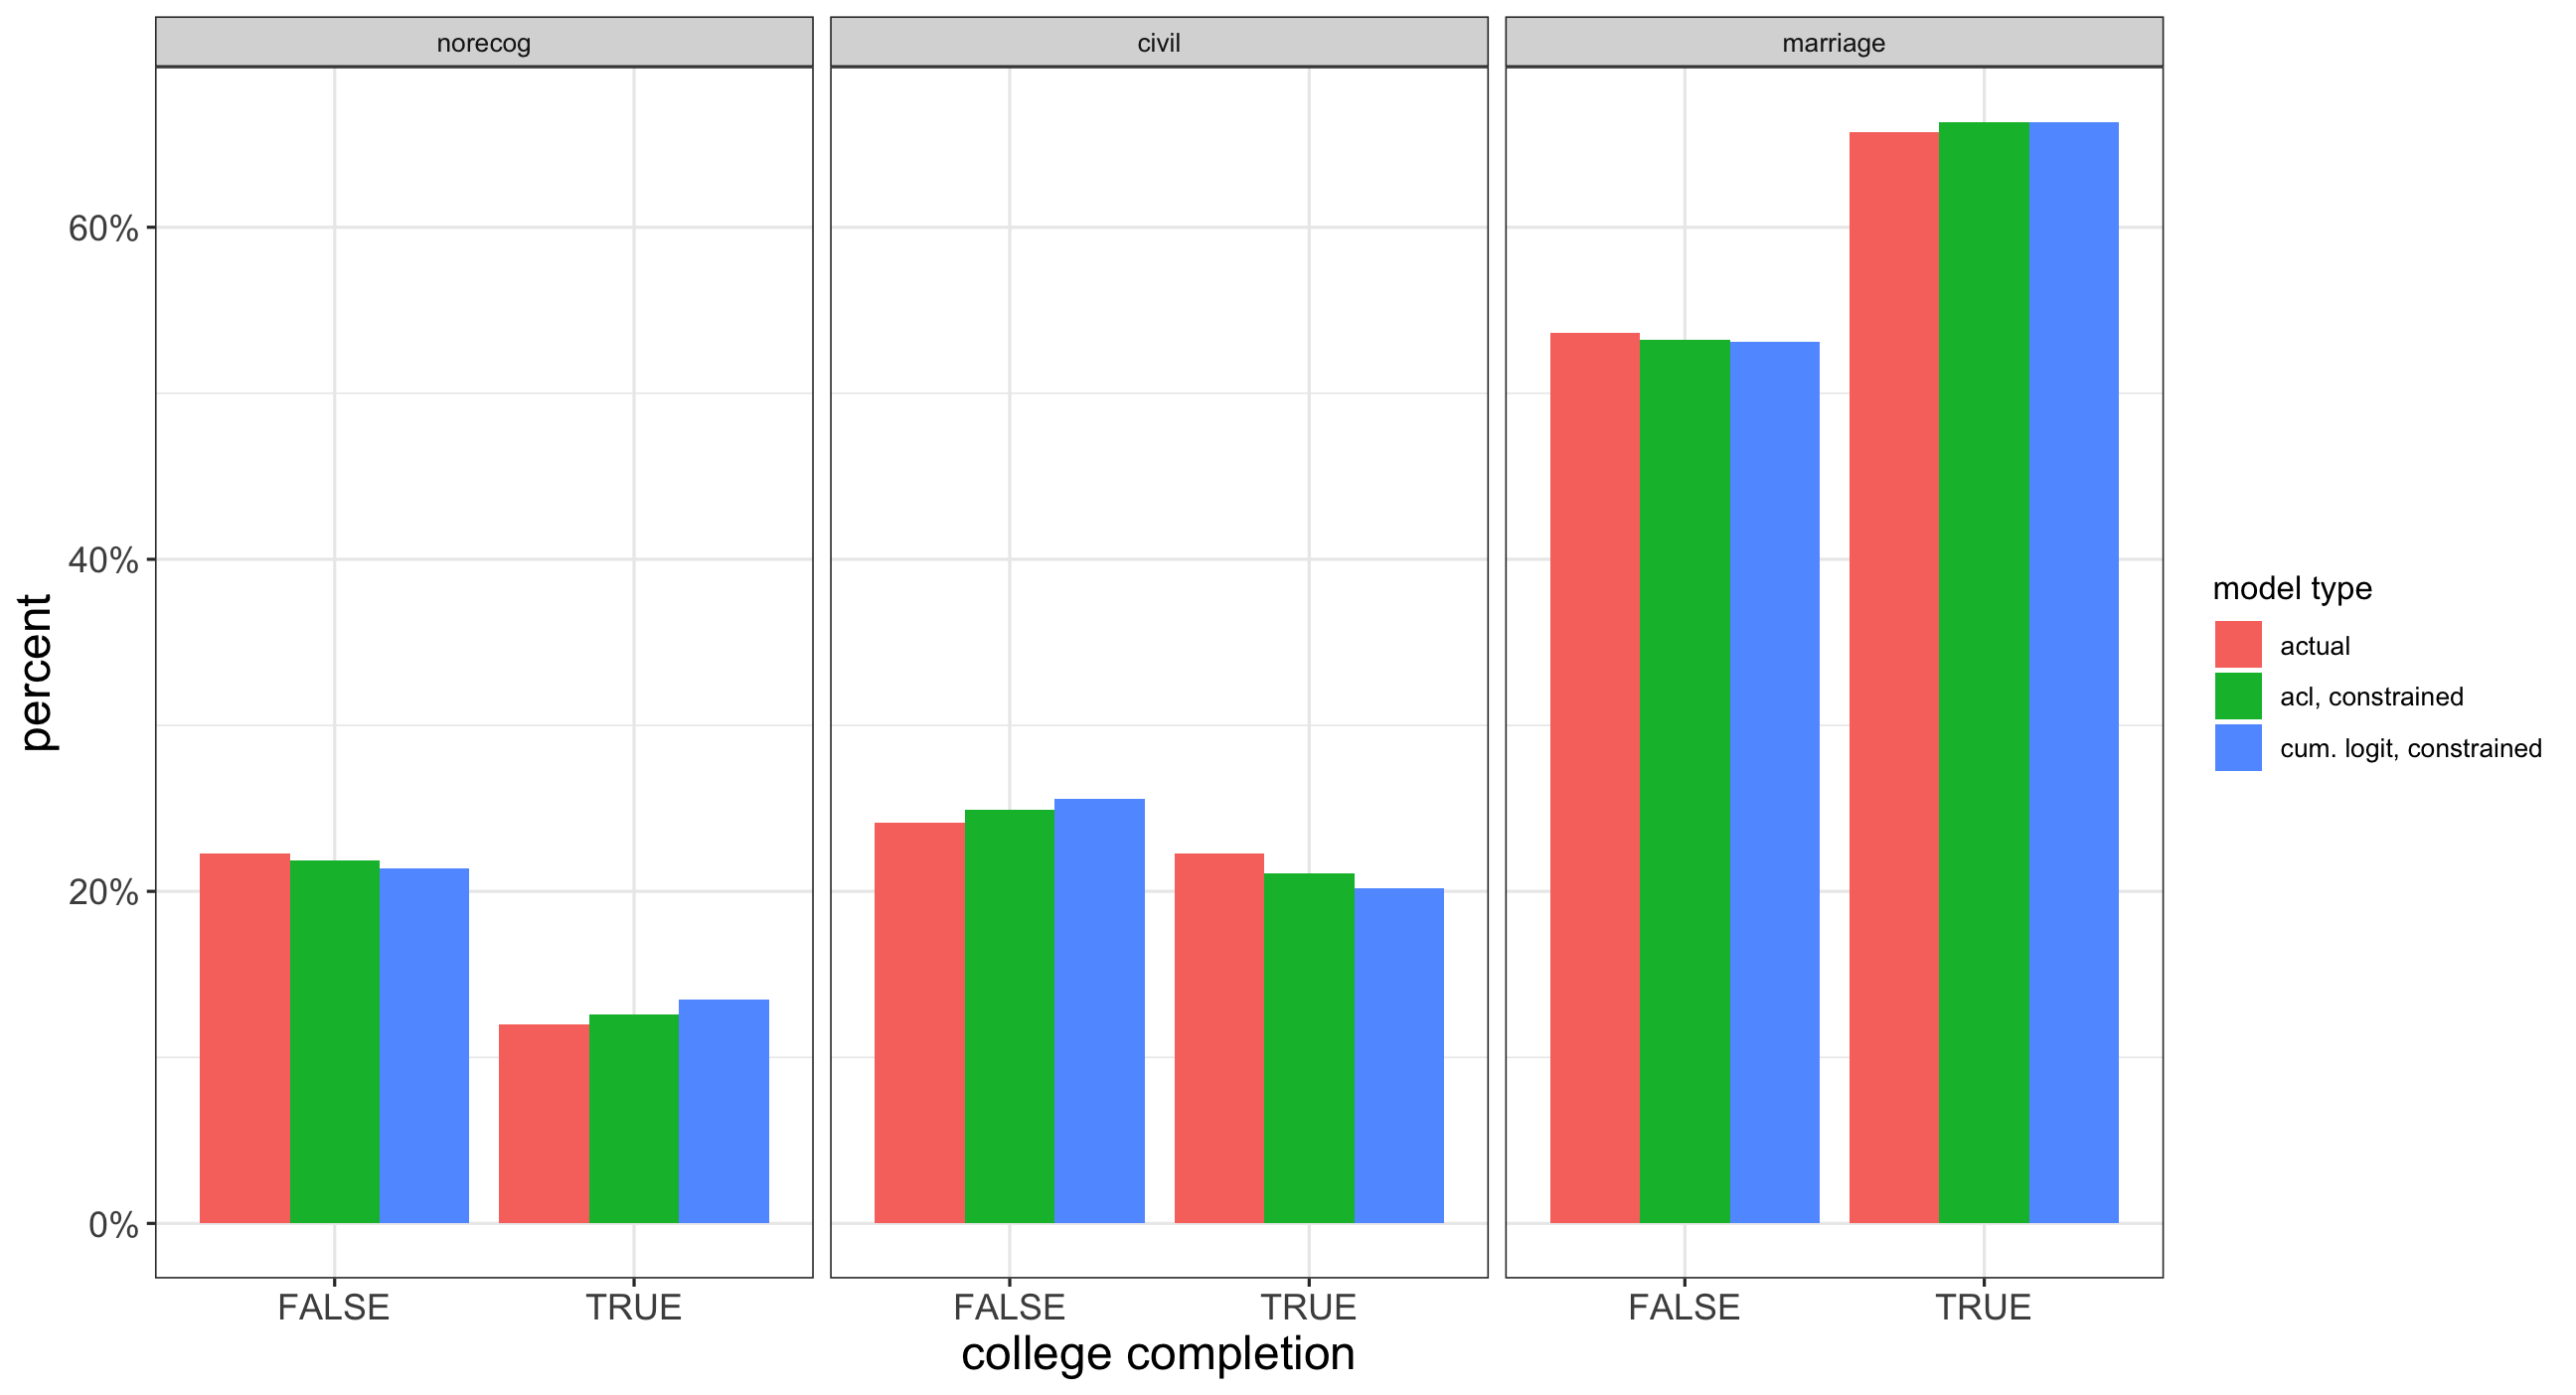 norecog
civil
marriage
60%
40%
20%
0%
percent
FALSE
TRUE
FALSE
TRUE
FALSE
TRUE
college completion
model type
actual
acl, constrained
cum. logit, constrained